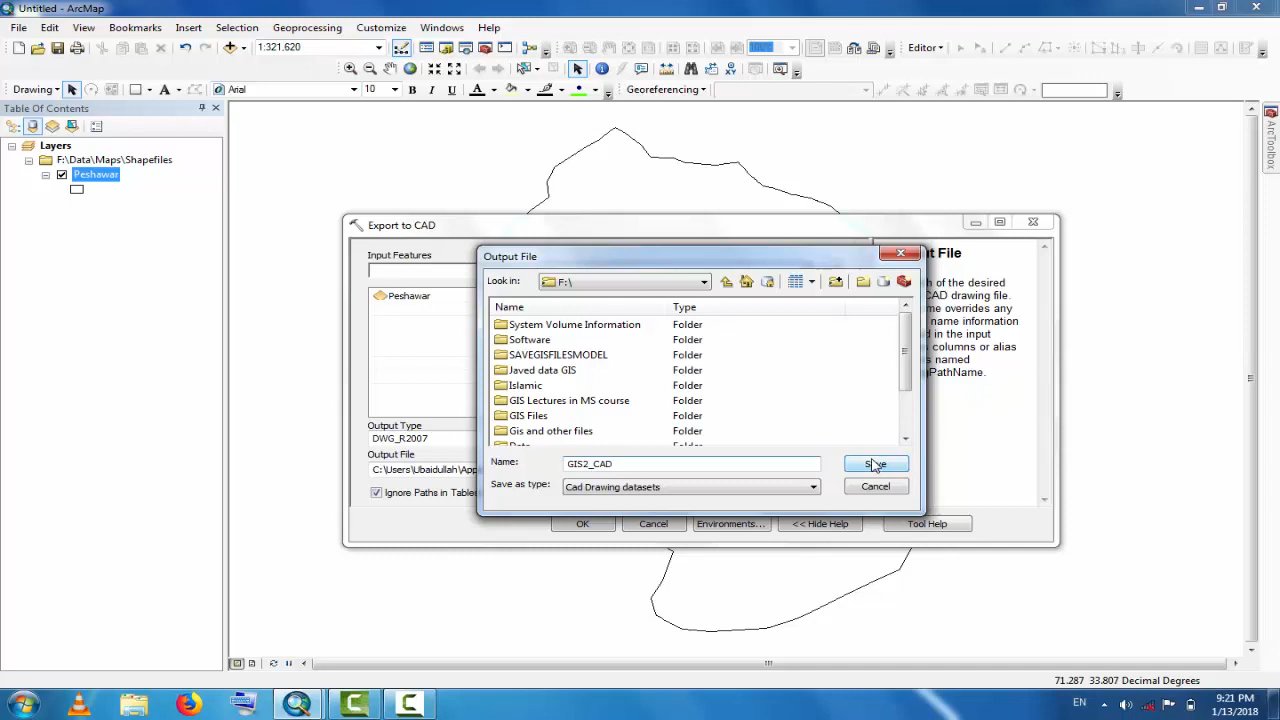 Untitled - ArcMap
File Edit View Bookmarks Insert Selection Geoprocessing Customize Windows Help
1:321,620 100% Editor
Drawing Arial 10 B I U A Georeferencing
Table Of Contents
Layers
F:\Data\Maps\Shapefiles
Peshawar
ArcToolbox
Export to CAD
Input Features
Peshawar
Output Type
DWG_R2007
Output File
C:\Users\Ubaidullah\App
Ignore Paths in Table
OK Cancel Environments... << Hide Help Tool Help
ut File
h of the desired
CAD drawing file.
me overrides any
name information
d in the input
s columns or alias
s named
gPathName.
Output File
Look in: F:\
Name Type
System Volume Information Folder
Software Folder
SAVEGISFILESMODEL Folder
Javed data GIS Folder
Islamic Folder
GIS Lectures in MS course Folder
GIS Files Folder
Gis and other files Folder
Name: GIS2_CAD Save
Save as type: Cad Drawing datasets Cancel
71.287 33.807 Decimal Degrees
EN 9:21 PM
1/13/2018